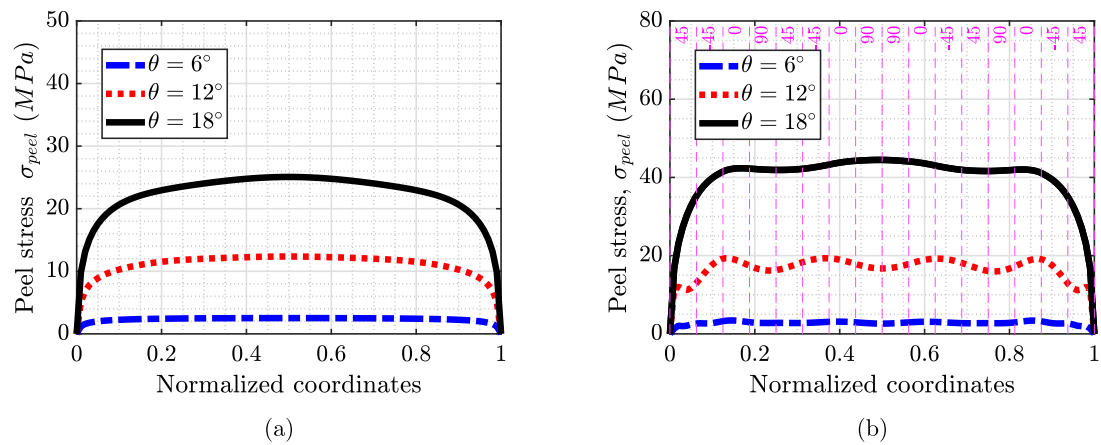 50
40
30
20
10
0
Peel stress σ_peel (MPa)
θ = 6°
θ = 12°
θ = 18°
0 0.2 0.4 0.6 0.8 1
Normalized coordinates
(a)
80
60
40
20
0
Peel stress, σ_peel (MPa)
45 -45 0 90 45 -45 0 90 90 0 -45 45 90 0 -45 45
θ = 6°
θ = 12°
θ = 18°
0 0.2 0.4 0.6 0.8 1
Normalized coordinates
(b)